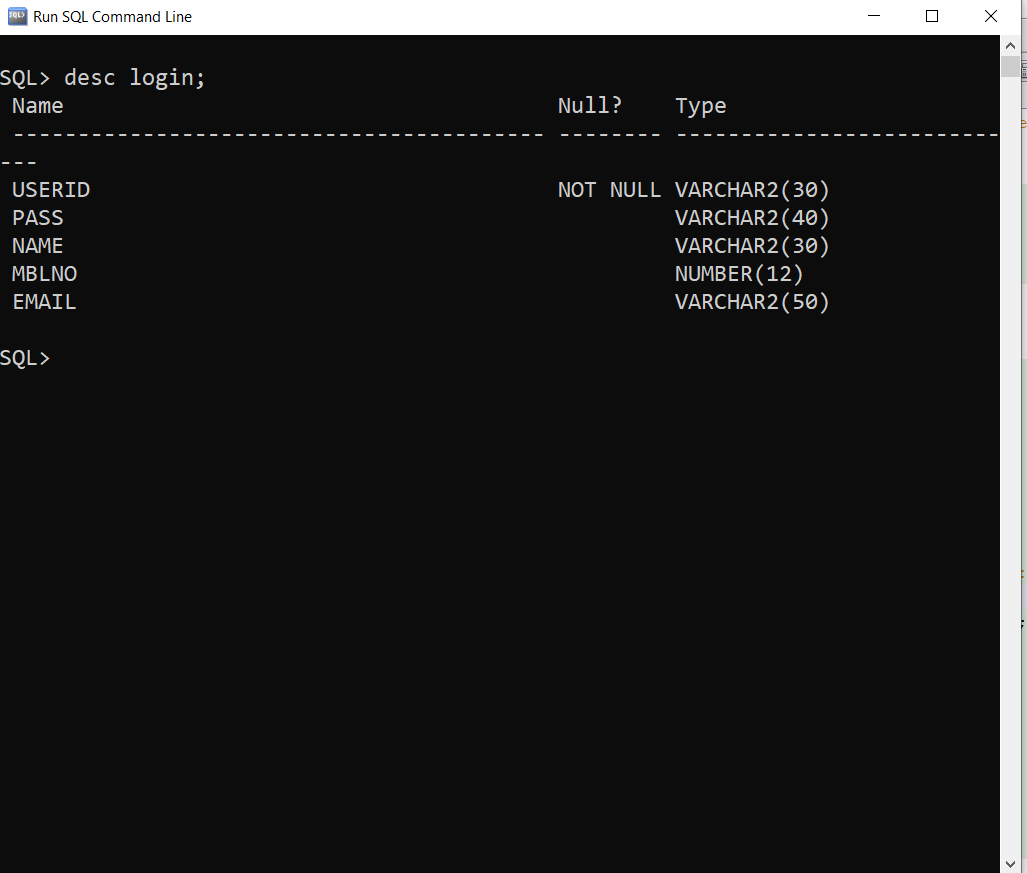 Run SQL Command Line
SQL> desc login;
 Name                                      Null?    Type
 ----------------------------------------- -------- -------------------------
---
 USERID                                    NOT NULL VARCHAR2(30)
 PASS                                               VARCHAR2(40)
 NAME                                               VARCHAR2(30)
 MBLNO                                              NUMBER(12)
 EMAIL                                              VARCHAR2(50)
SQL>